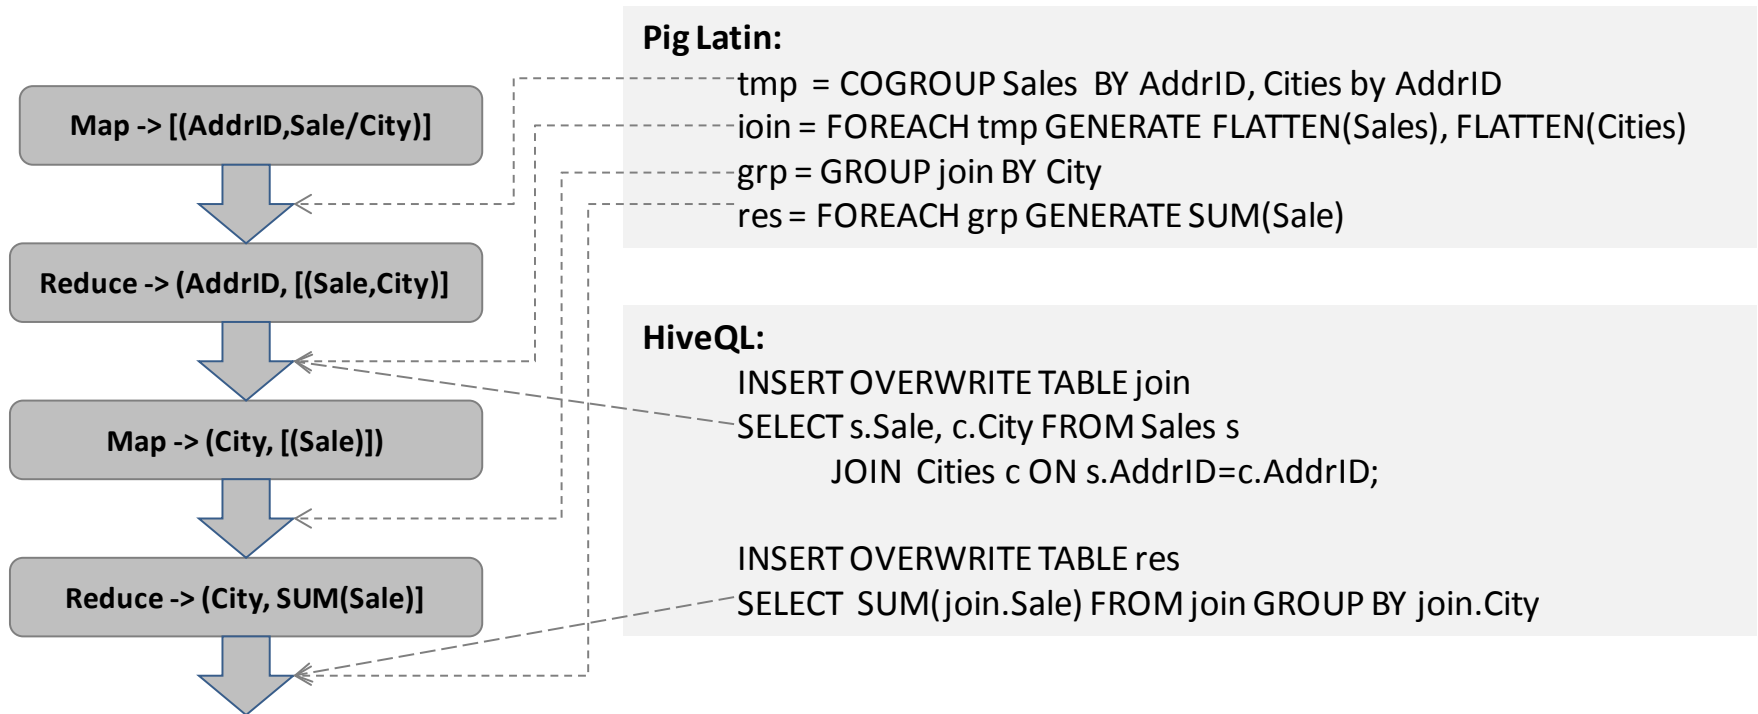 Map -> [(AddrID,Sale/City)]
Reduce -> (AddrID, [(Sale,City)]
Map -> (City, [(Sale)])
Reduce -> (City, SUM(Sale)]
Pig Latin:
tmp = COGROUP Sales BY AddrID, Cities by AddrID
ioin = FOREACH tmp GENERATE FLATTEN(Sales), FLATTEN(Cities)
grp = GROUP join BY City
res = FOREACH grp GENERATE SUM(Sale)
HiveQL:
INSERT OVERWRITE TABLE join
SELECT s.Sale, c.City FROM Sales s
JOIN Cities c ON s.AddrID=c.AddrID;
INSERT OVERWRITE TABLE res
SELECT SUM(join.Sale) FROM join GROUP BY join.City